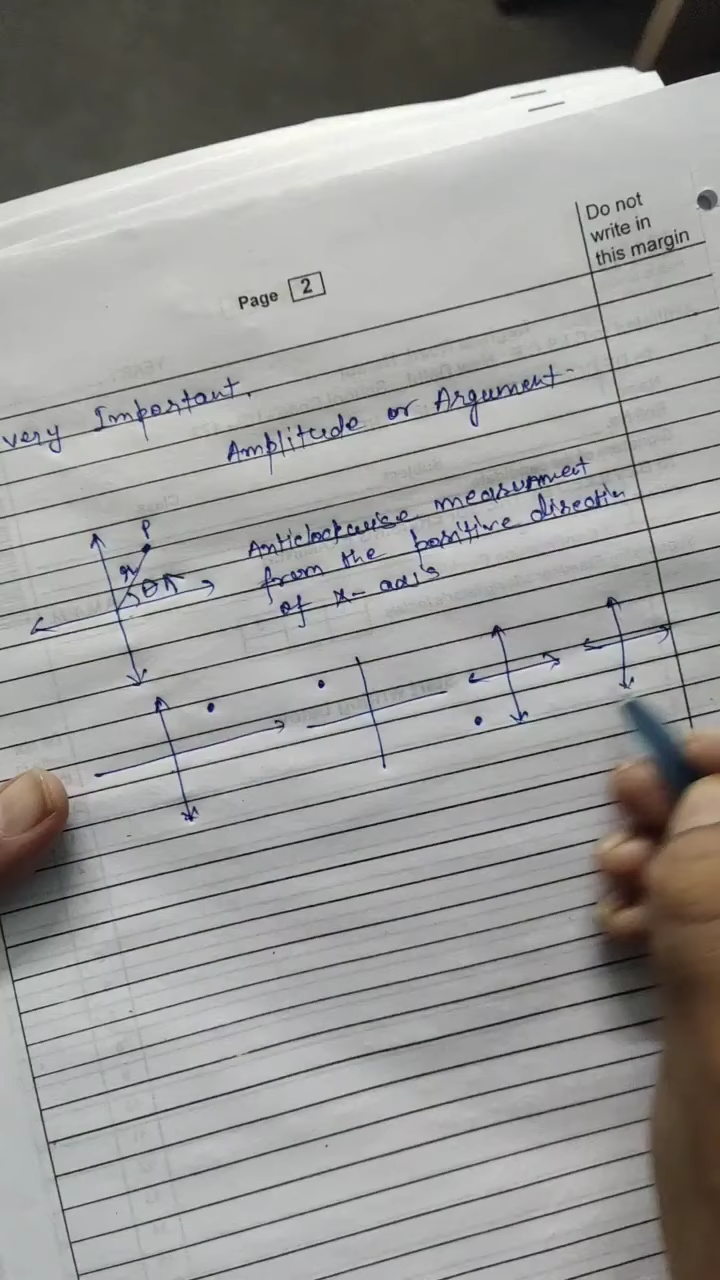 Do not
write in
this margin
Page 2
very Important.
Amplitude or Argument
P
r
θ
Anticlockwise measurment
from the positive direction
of x-axis